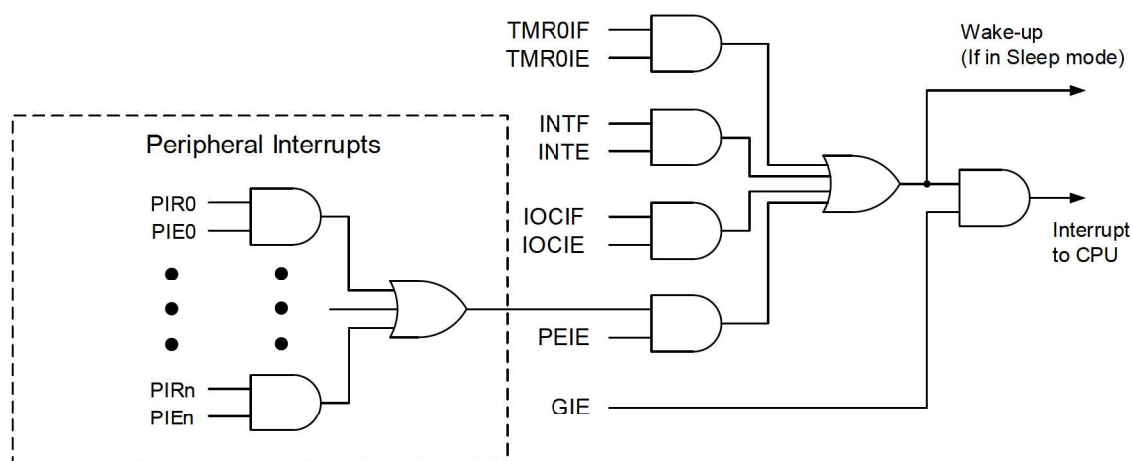 TMR0IF
TMR0IE
Wake-up
(If in Sleep mode)
INTF
INTE
Peripheral Interrupts
PIR0
PIE0
IOCIF
IOCIE
Interrupt
to CPU
PEIE
PIRn
PIEn
GIE